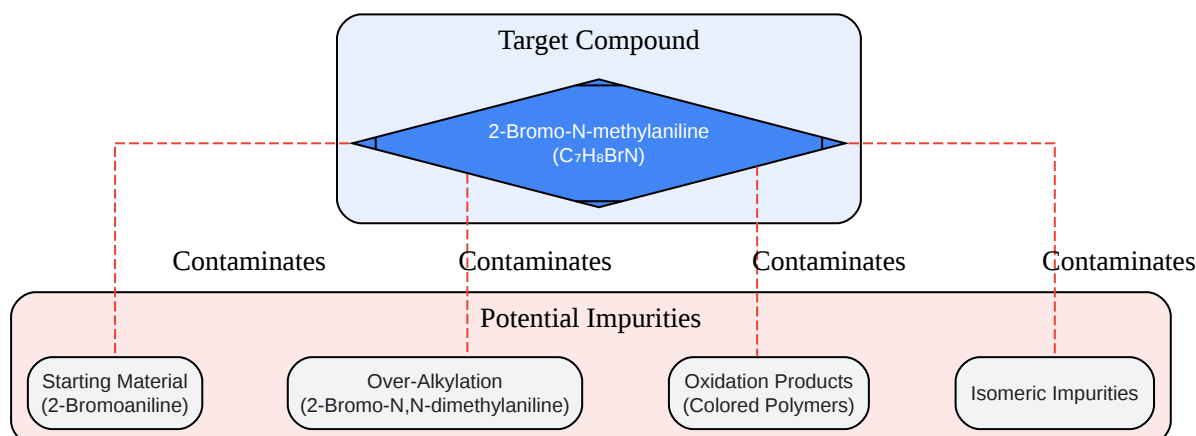 Target Compound
2-Bromo-N-methylaniline
(C₇H₈BrN)
Contaminates
Contaminates
Contaminates
Contaminates
Potential Impurities
Starting Material
(2-Bromoaniline)
Over-Alkylation
(2-Bromo-N,N-dimethylaniline)
Oxidation Products
(Colored Polymers)
Isomeric Impurities